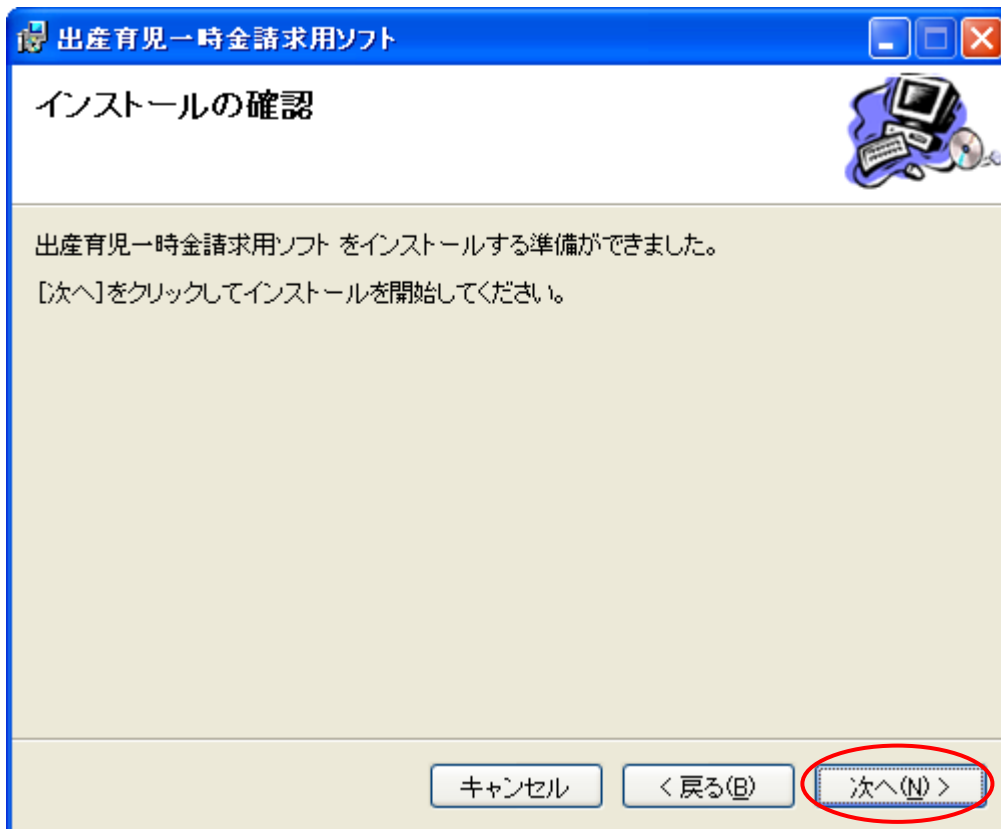 出産育児一時金請求用ソフト
インストールの確認
出産育児一時金請求用ソフト をインストールする準備ができました。
[次へ]をクリックしてインストールを開始してください。
キャンセル
< 戻る(B)
次へ(N) >